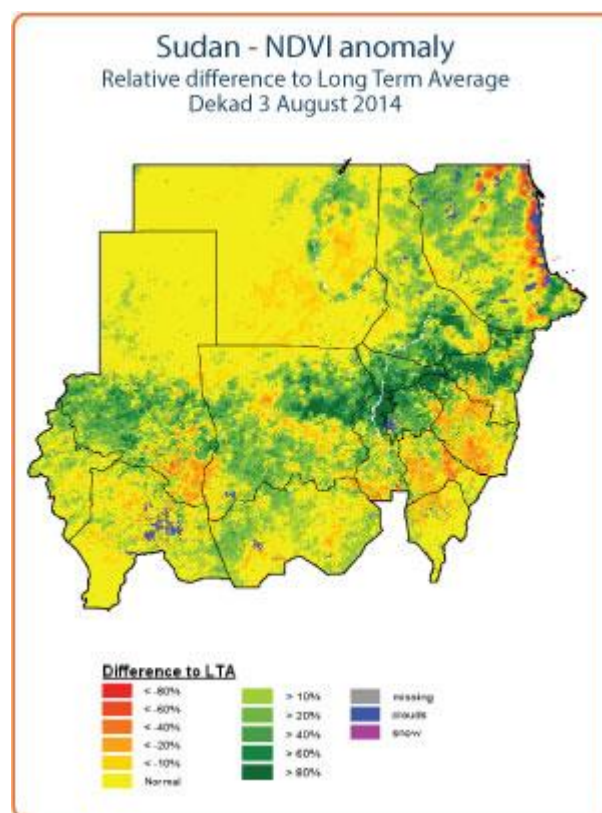 Sudan - NDVI anomaly
Relative difference to Long Term Average
Dekad 3 August 2014
Difference to LTA
< -80%
< -60%
< -40%
< -20%
< -10%
Normal
> 10%
> 20%
> 40%
> 60%
> 80%
missing
clouds
snow